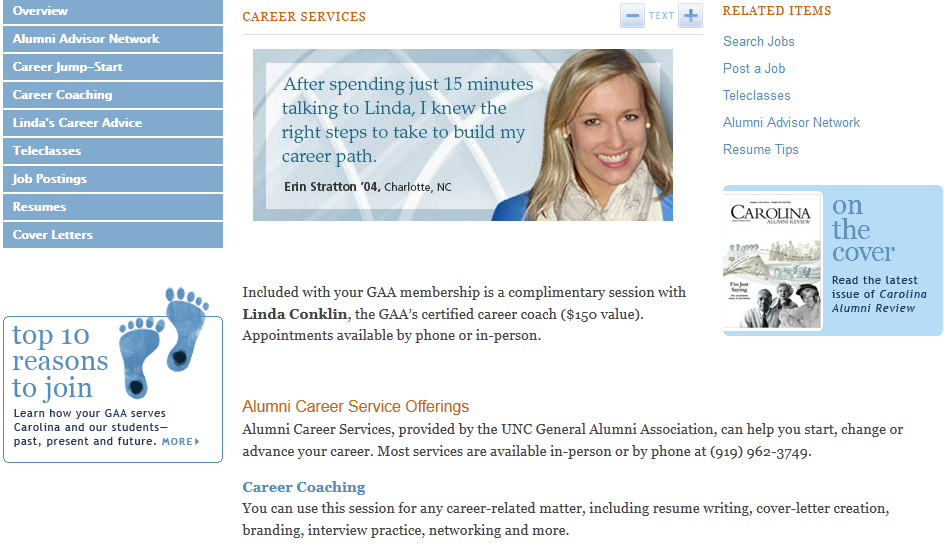 Overview
Alumni Advisor Network
Career Jump-Start
Career Coaching
Linda's Career Advice
Teleclasses
Job Postings
Resumes
Cover Letters
top 10
reasons
to join
Learn how your GAA serves
Carolina and our students—
past, present and future. MORE
CAREER SERVICES
TEXT
After spending just 15 minutes
talking to Linda, I knew the
right steps to take to build my
career path.
Erin Stratton '04, Charlotte, NC
Included with your GAA membership is a complimentary session with
Linda Conklin, the GAA's certified career coach ($150 value).
Appointments available by phone or in-person.
Alumni Career Service Offerings
Alumni Career Services, provided by the UNC General Alumni Association, can help you start, change or
advance your career. Most services are available in-person or by phone at (919) 962-3749.
Career Coaching
You can use this session for any career-related matter, including resume writing, cover-letter creation,
branding, interview practice, networking and more.
RELATED ITEMS
Search Jobs
Post a Job
Teleclasses
Alumni Advisor Network
Resume Tips
CAROLINA
ALUMNI REVIEW
I'm Just
Saying
on
the
cover
Read the latest
issue of Carolina
Alumni Review